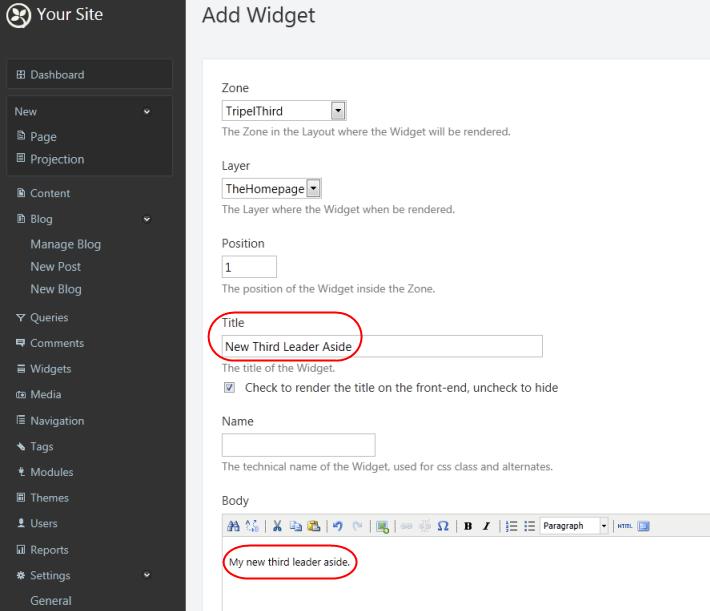 Your Site
Dashboard
New
Page
Projection
Content
Blog
Manage Blog
New Post
New Blog
Queries
Comments
Widgets
Media
Navigation
Tags
Modules
Themes
Users
Reports
Settings
General
Add Widget
Zone
TripelThird
The Zone in the Layout where the Widget will be rendered.
Layer
TheHomepage
The Layer where the Widget when be rendered.
Position
1
The position of the Widget inside the Zone.
Title
New Third Leader Aside
The title of the Widget.
Check to render the title on the front-end, uncheck to hide
Name
The technical name of the Widget, used for css class and alternates.
Body
B I Paragraph HTML
My new third leader aside.